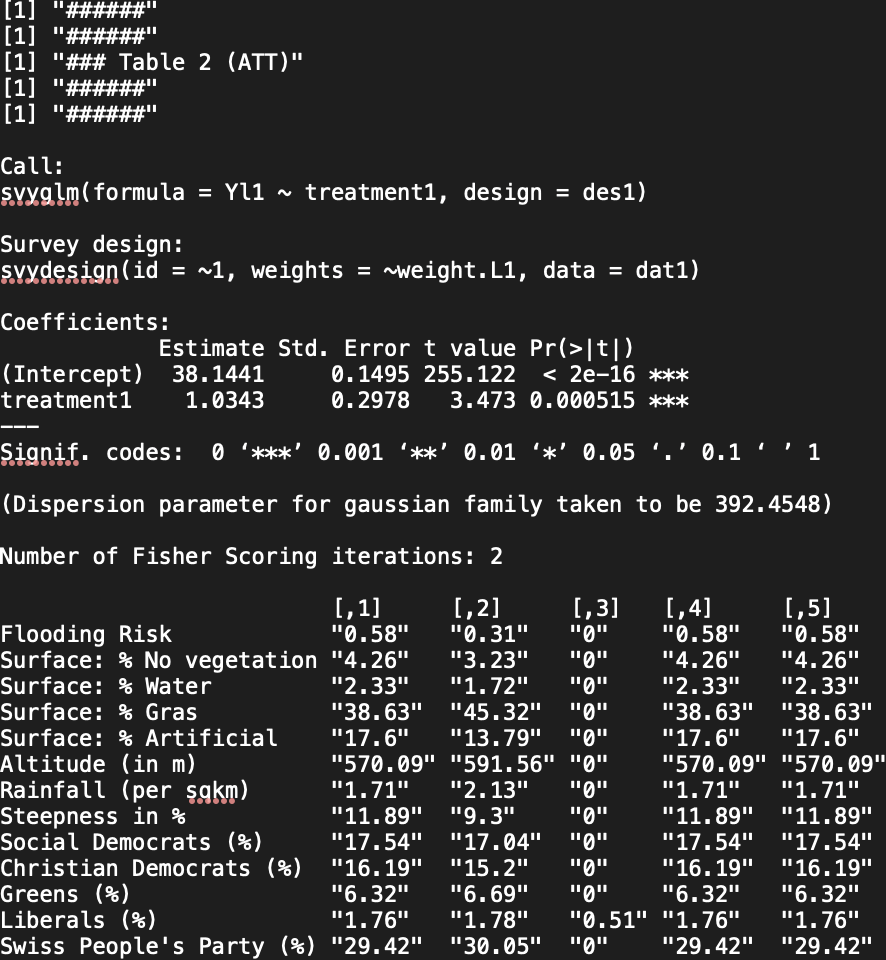 [1] "######"
[1] "######"
[1] "### Table 2 (ATT)"
[1] "######"
[1] "######"
Call:
svyglm(formula = Yl1 ~ treatment1, design = des1)
Survey design:
svydesign(id = ~1, weights = ~weight.L1, data = dat1)
Coefficients:
            Estimate Std. Error t value Pr(>|t|)
(Intercept)  38.1441     0.1495 255.122  < 2e-16 ***
treatment1    1.0343     0.2978   3.473 0.000515 ***
---
Signif. codes:  0 ‘***’ 0.001 ‘**’ 0.01 ‘*’ 0.05 ‘.’ 0.1 ‘ ’ 1
(Dispersion parameter for gaussian family taken to be 392.4548)
Number of Fisher Scoring iterations: 2
                         [,1]     [,2]     [,3]   [,4]     [,5]
Flooding Risk            "0.58"   "0.31"   "0"    "0.58"   "0.58"
Surface: % No vegetation "4.26"   "3.23"   "0"    "4.26"   "4.26"
Surface: % Water         "2.33"   "1.72"   "0"    "2.33"   "2.33"
Surface: % Gras          "38.63"  "45.32"  "0"    "38.63"  "38.63"
Surface: % Artificial    "17.6"   "13.79"  "0"    "17.6"   "17.6"
Altitude (in m)          "570.09" "591.56" "0"    "570.09" "570.09"
Rainfall (per sqkm)      "1.71"   "2.13"   "0"    "1.71"   "1.71"
Steepness in %           "11.89"  "9.3"    "0"    "11.89"  "11.89"
Social Democrats (%)     "17.54"  "17.04"  "0"    "17.54"  "17.54"
Christian Democrats (%)  "16.19"  "15.2"   "0"    "16.19"  "16.19"
Greens (%)               "6.32"   "6.69"   "0"    "6.32"   "6.32"
Liberals (%)             "1.76"   "1.78"   "0.51" "1.76"   "1.76"
Swiss People's Party (%) "29.42"  "30.05"  "0"    "29.42"  "29.42"